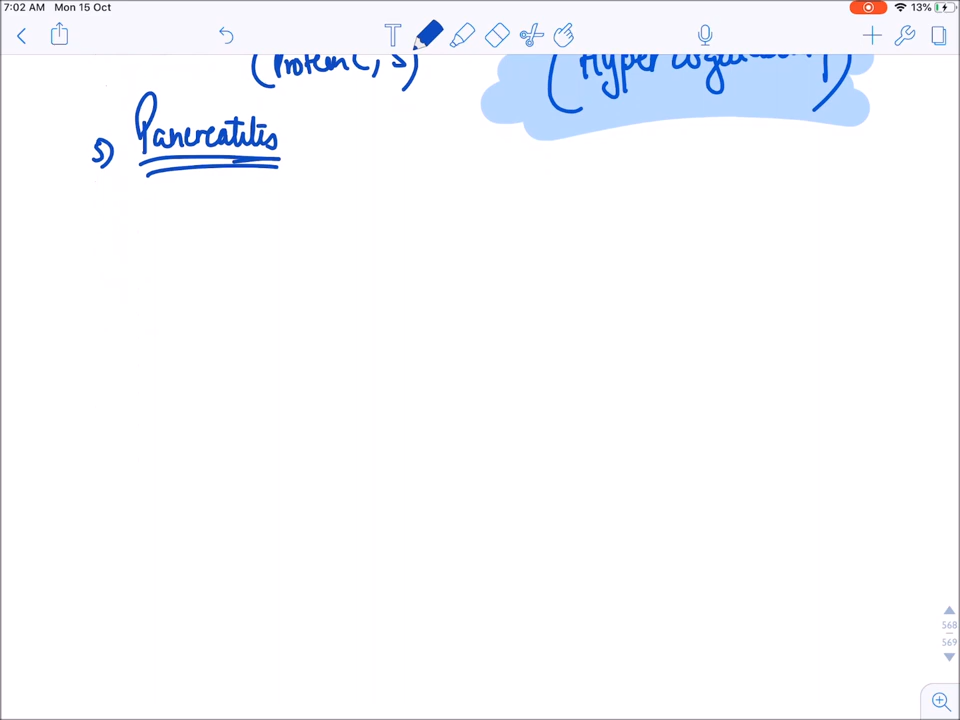 7:02 AM Mon 15 Oct 13%
T
(Protein C, S)
(Hyper
5) Pancreatitis
568
569